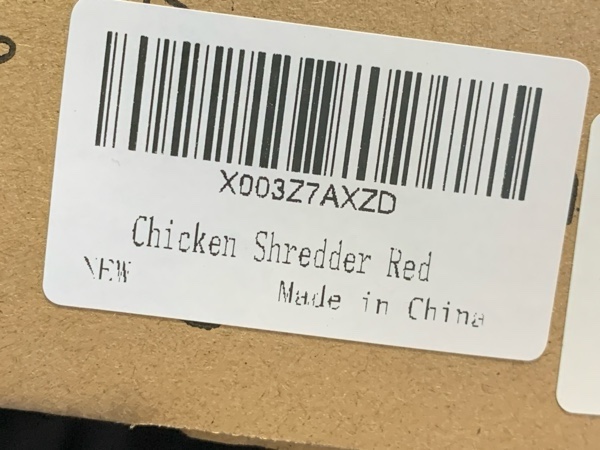 X003Z7AXZD
Chicken Shredder Red
NEW
Made in China